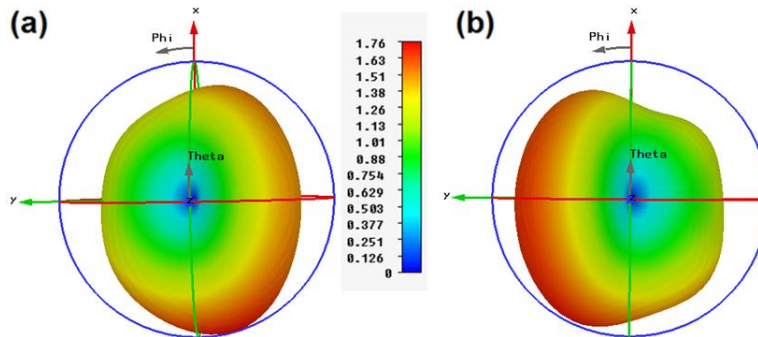 (a)
x
Phi
Theta
y
z
1.76
1.63
1.51
1.38
1.26
1.13
1.01
0.88
0.754
0.629
0.503
0.377
0.251
0.126
0
(b)
x
Phi
Theta
y
z